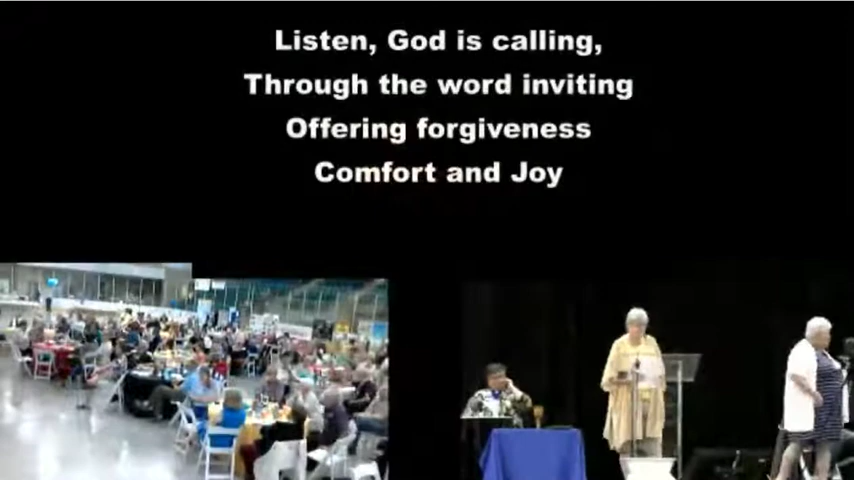 Listen, God is calling,
Through the word inviting
Offering forgiveness
Comfort and Joy